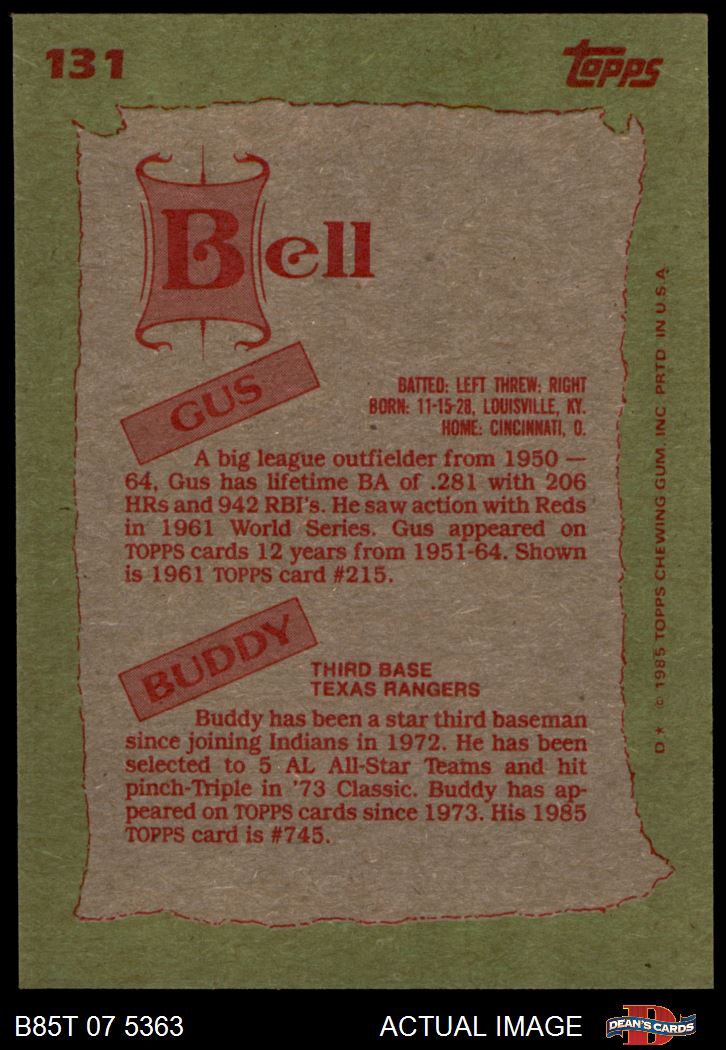 131
Topps
Bell
GUS
BATTED: LEFT THREW: RIGHT
BORN: 11-15-28, LOUISVILLE, KY.
HOME: CINCINNATI, O.
A big league outfielder from 1950 —
64, Gus has lifetime BA of .281 with 206
HRs and 942 RBI's. He saw action with Reds
in 1961 World Series. Gus appeared on
TOPPS cards 12 years from 1951-64. Shown
is 1961 TOPPS card #215.
BUDDY
THIRD BASE
TEXAS RANGERS
Buddy has been a star third baseman
since joining Indians in 1972. He has been
selected to 5 AL All-Star Teams and hit
pinch-Triple in '73 Classic. Buddy has ap-
peared on TOPPS cards since 1973. His 1985
TOPPS card is #745.
D* © 1985 TOPPS CHEWING GUM INC PRTD IN U.S.A.
B85T 07 5363
ACTUAL IMAGE
D
DEAN'S CARDS